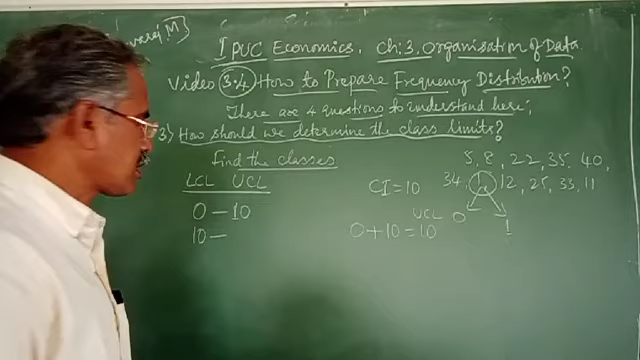 waraj M
I PUC Economics. Ch:3. Organisation of Data
Video 3.4 How to Prepare Frequency Distribution?
There are 4 questions to understand here;
3) How should we determine the class limits?
Find the classes
5, 8, 22, 35, 40,
LCL UCL
CI=10
34, 1, 12, 25, 33, 11
0 – 10
UCL
0 1
10 –
0+10=10